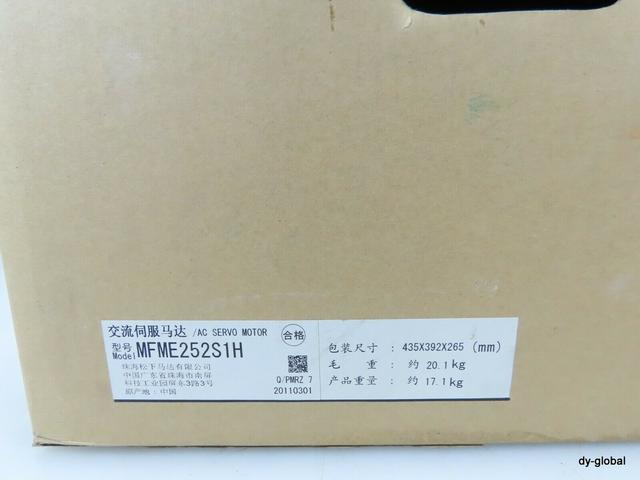 交流伺服马达 /AC SERVO MOTOR
合格
型号 Model MFME252S1H
珠海松下马达有限公司
中国广东省珠海市南屏
科技工业园屏东3路3号
原产地：中国
Q/PMRZ 7
20110301
包装尺寸： 435X392X265 (mm)
毛 重： 约 20.1kg
产品重量： 约 17.1kg
dy-global